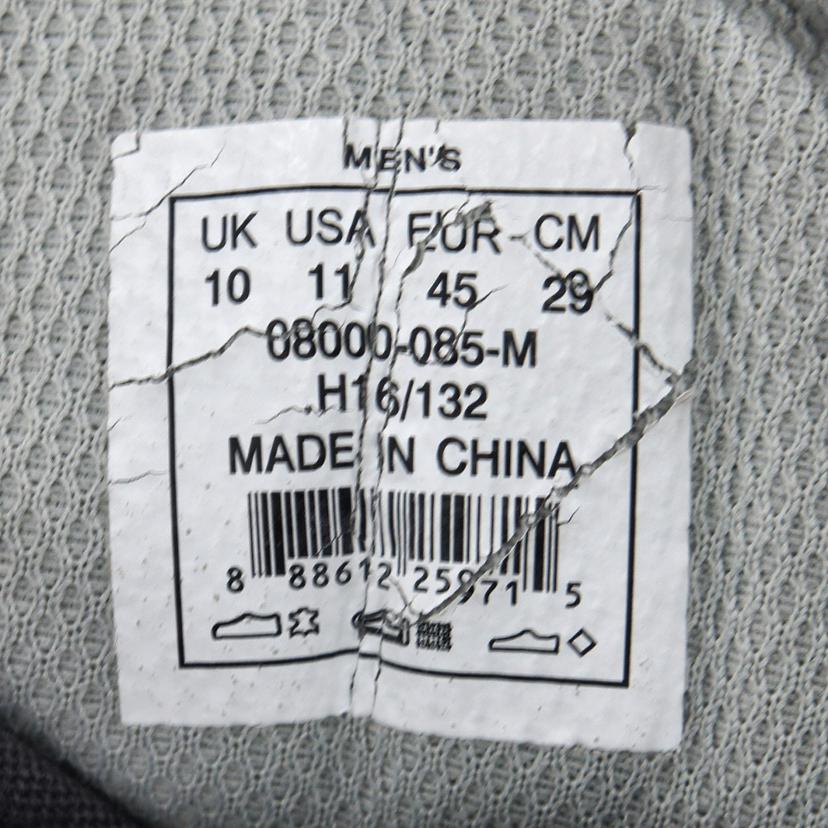 MEN'S
UK USA EUR CM
10 11 45 29
08000-085-M
H16/132
MADE IN CHINA
8 88612 25971 5